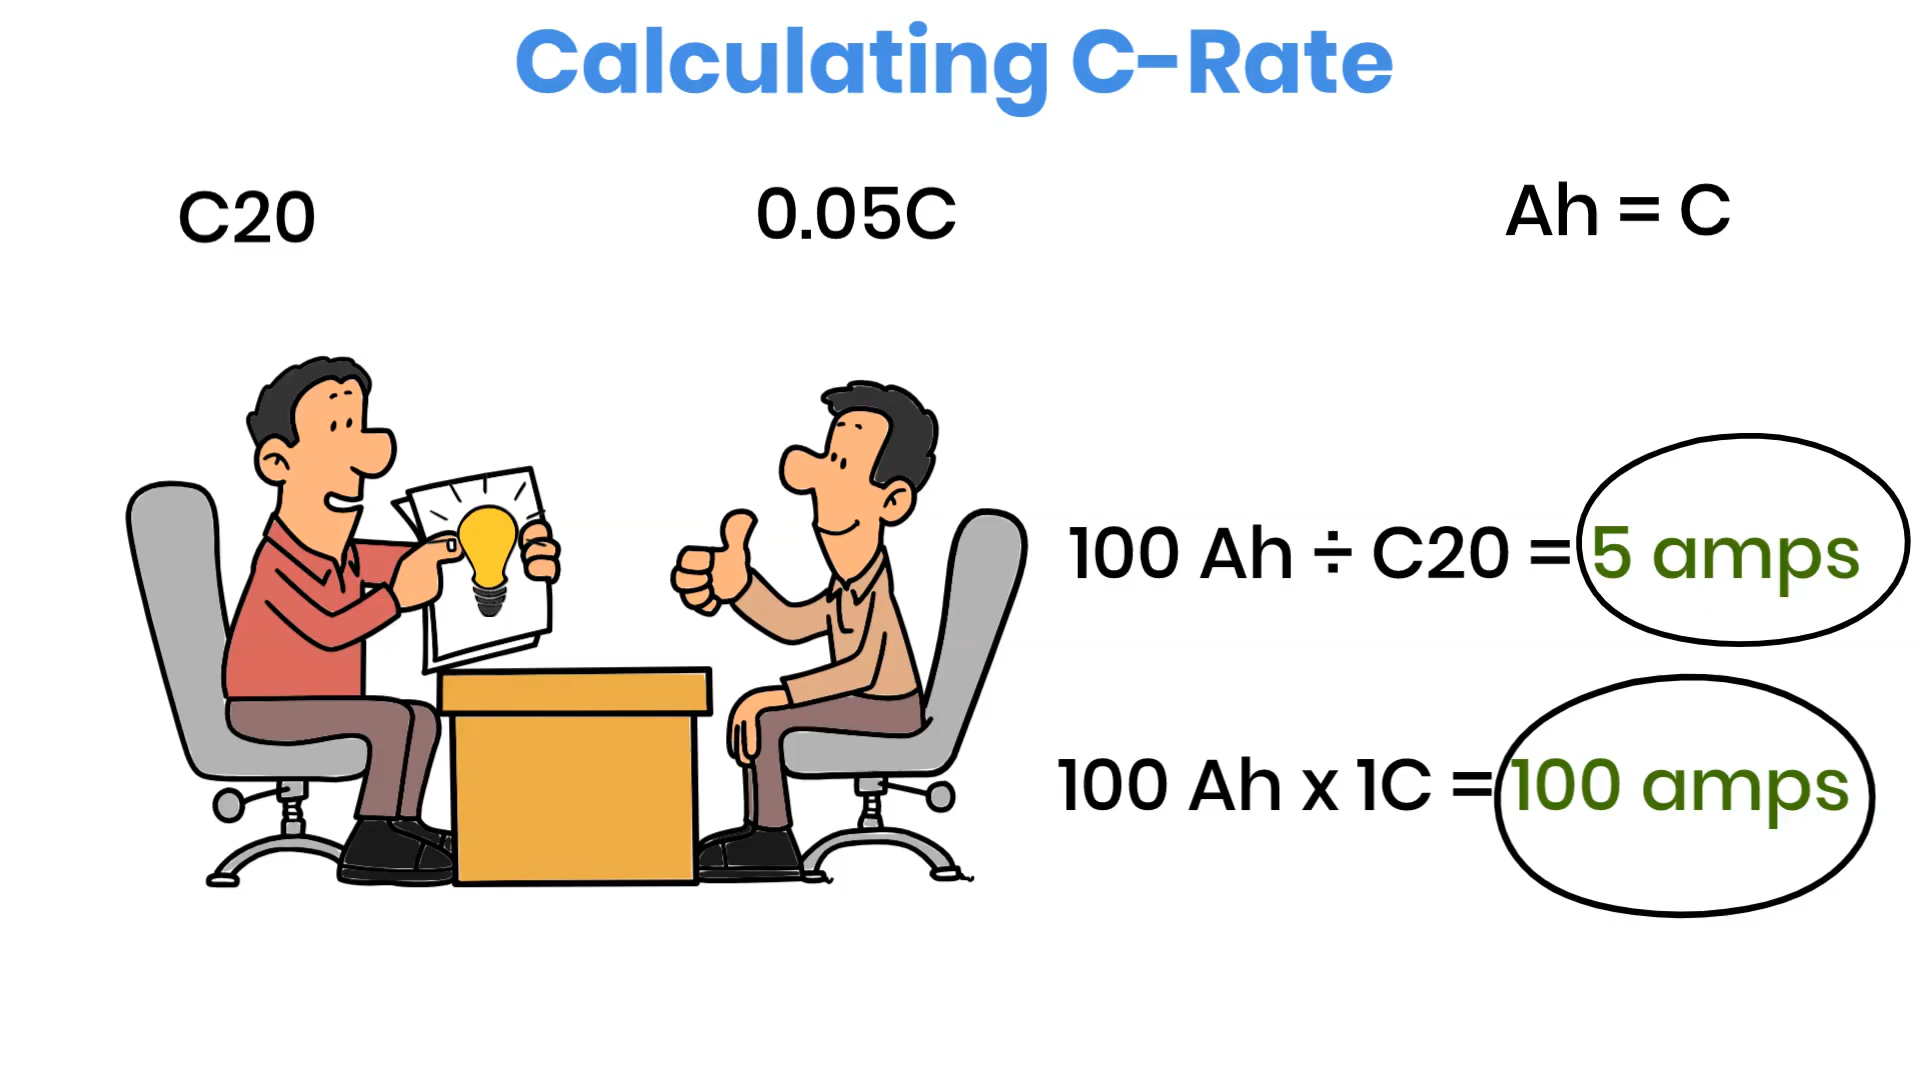 Calculating C-Rate
C20
0.05C
Ah = C
100 Ah ÷ C20 = 5 amps
100 Ah x 1C = 100 amps